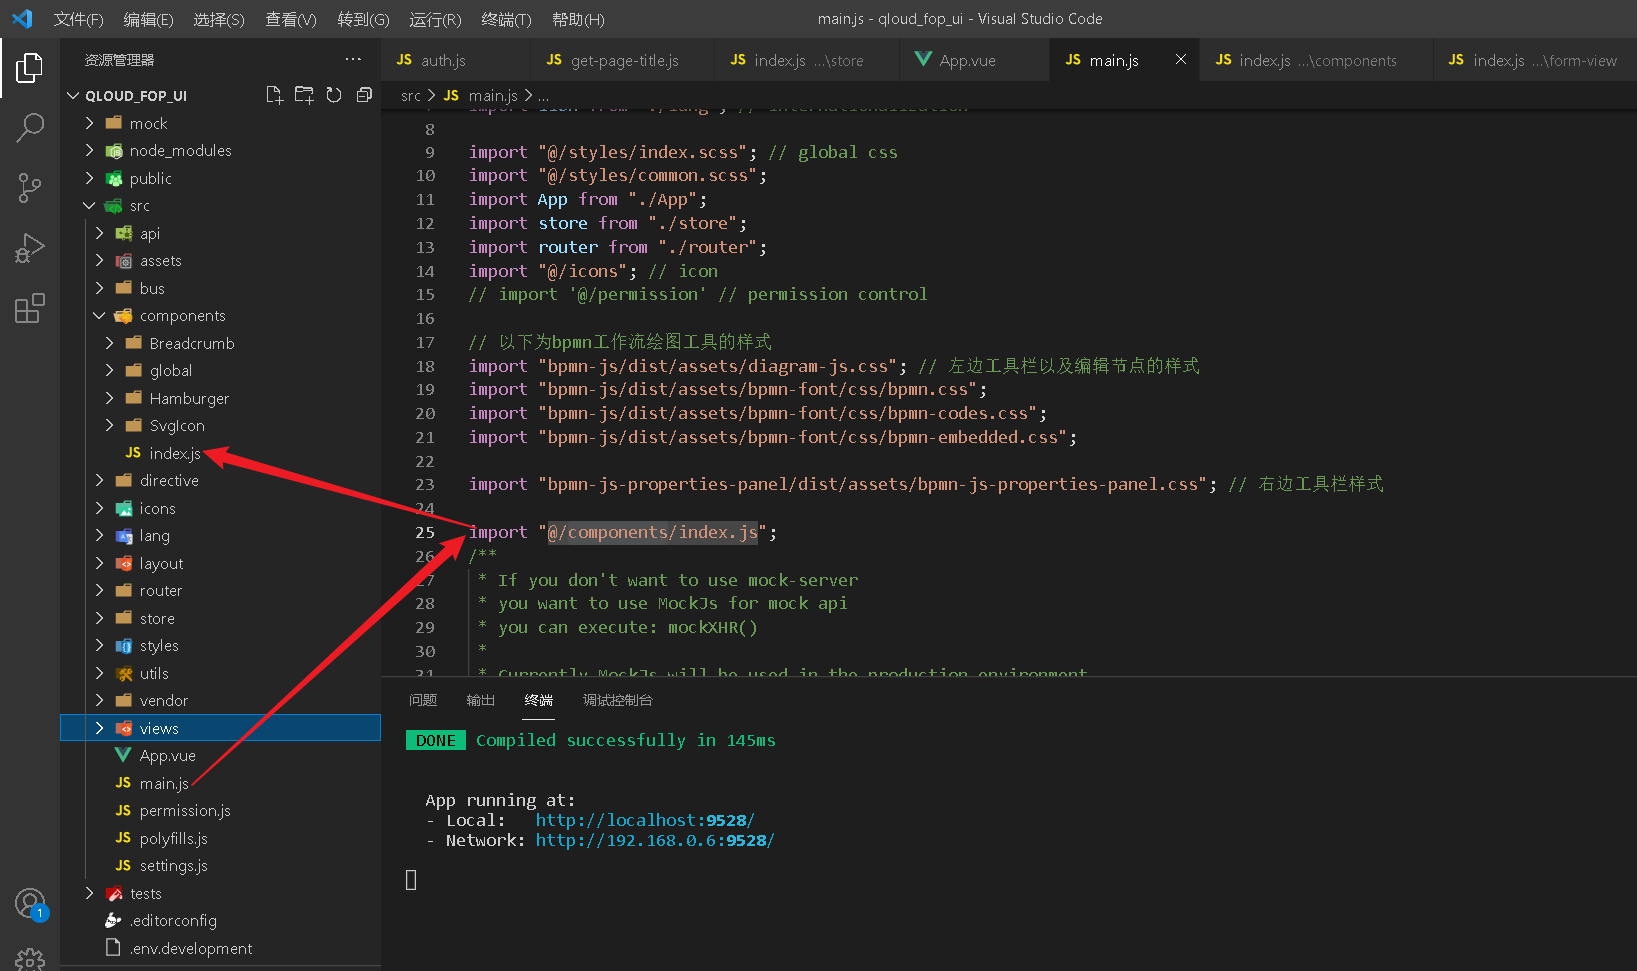 文件(F) 编辑(E) 选择(S) 查看(V) 转到(G) 运行(R) 终端(T) 帮助(H) main.js - qloud_fop_ui - Visual Studio Code
资源管理器 ...
JS auth.js JS get-page-title.js JS index.js ...\store App.vue JS main.js JS index.js ...\components JS index.js ...\form-view
QLOUD_FOP_UI
mock
node_modules
public
src
api
assets
bus
components
Breadcrumb
global
Hamburger
SvgIcon
JS index.js
directive
icons
lang
layout
router
store
styles
utils
vendor
views
App.vue
JS main.js
JS permission.js
JS polyfills.js
JS settings.js
tests
.editorconfig
.env.development
1
src > JS main.js > ...
8
9 import "@/styles/index.scss"; // global css
10 import "@/styles/common.scss";
11 import App from "./App";
12 import store from "./store";
13 import router from "./router";
14 import "@/icons"; // icon
15 // import '@/permission' // permission control
16
17 // 以下为bpmn工作流绘图工具的样式
18 import "bpmn-js/dist/assets/diagram-js.css"; // 左边工具栏以及编辑节点的样式
19 import "bpmn-js/dist/assets/bpmn-font/css/bpmn.css";
20 import "bpmn-js/dist/assets/bpmn-font/css/bpmn-codes.css";
21 import "bpmn-js/dist/assets/bpmn-font/css/bpmn-embedded.css";
22
23 import "bpmn-js-properties-panel/dist/assets/bpmn-js-properties-panel.css"; // 右边工具栏样式
24
25 import "@/components/index.js";
26 /**
27 * If you don't want to use mock-server
28 * you want to use MockJs for mock api
29 * you can execute: mockXHR()
30 *
31 * Currently MockJs will be used in the production environment
问题 输出 终端 调试控制台
DONE Compiled successfully in 145ms
App running at:
- Local: http://localhost:9528/
- Network: http://192.168.0.6:9528/